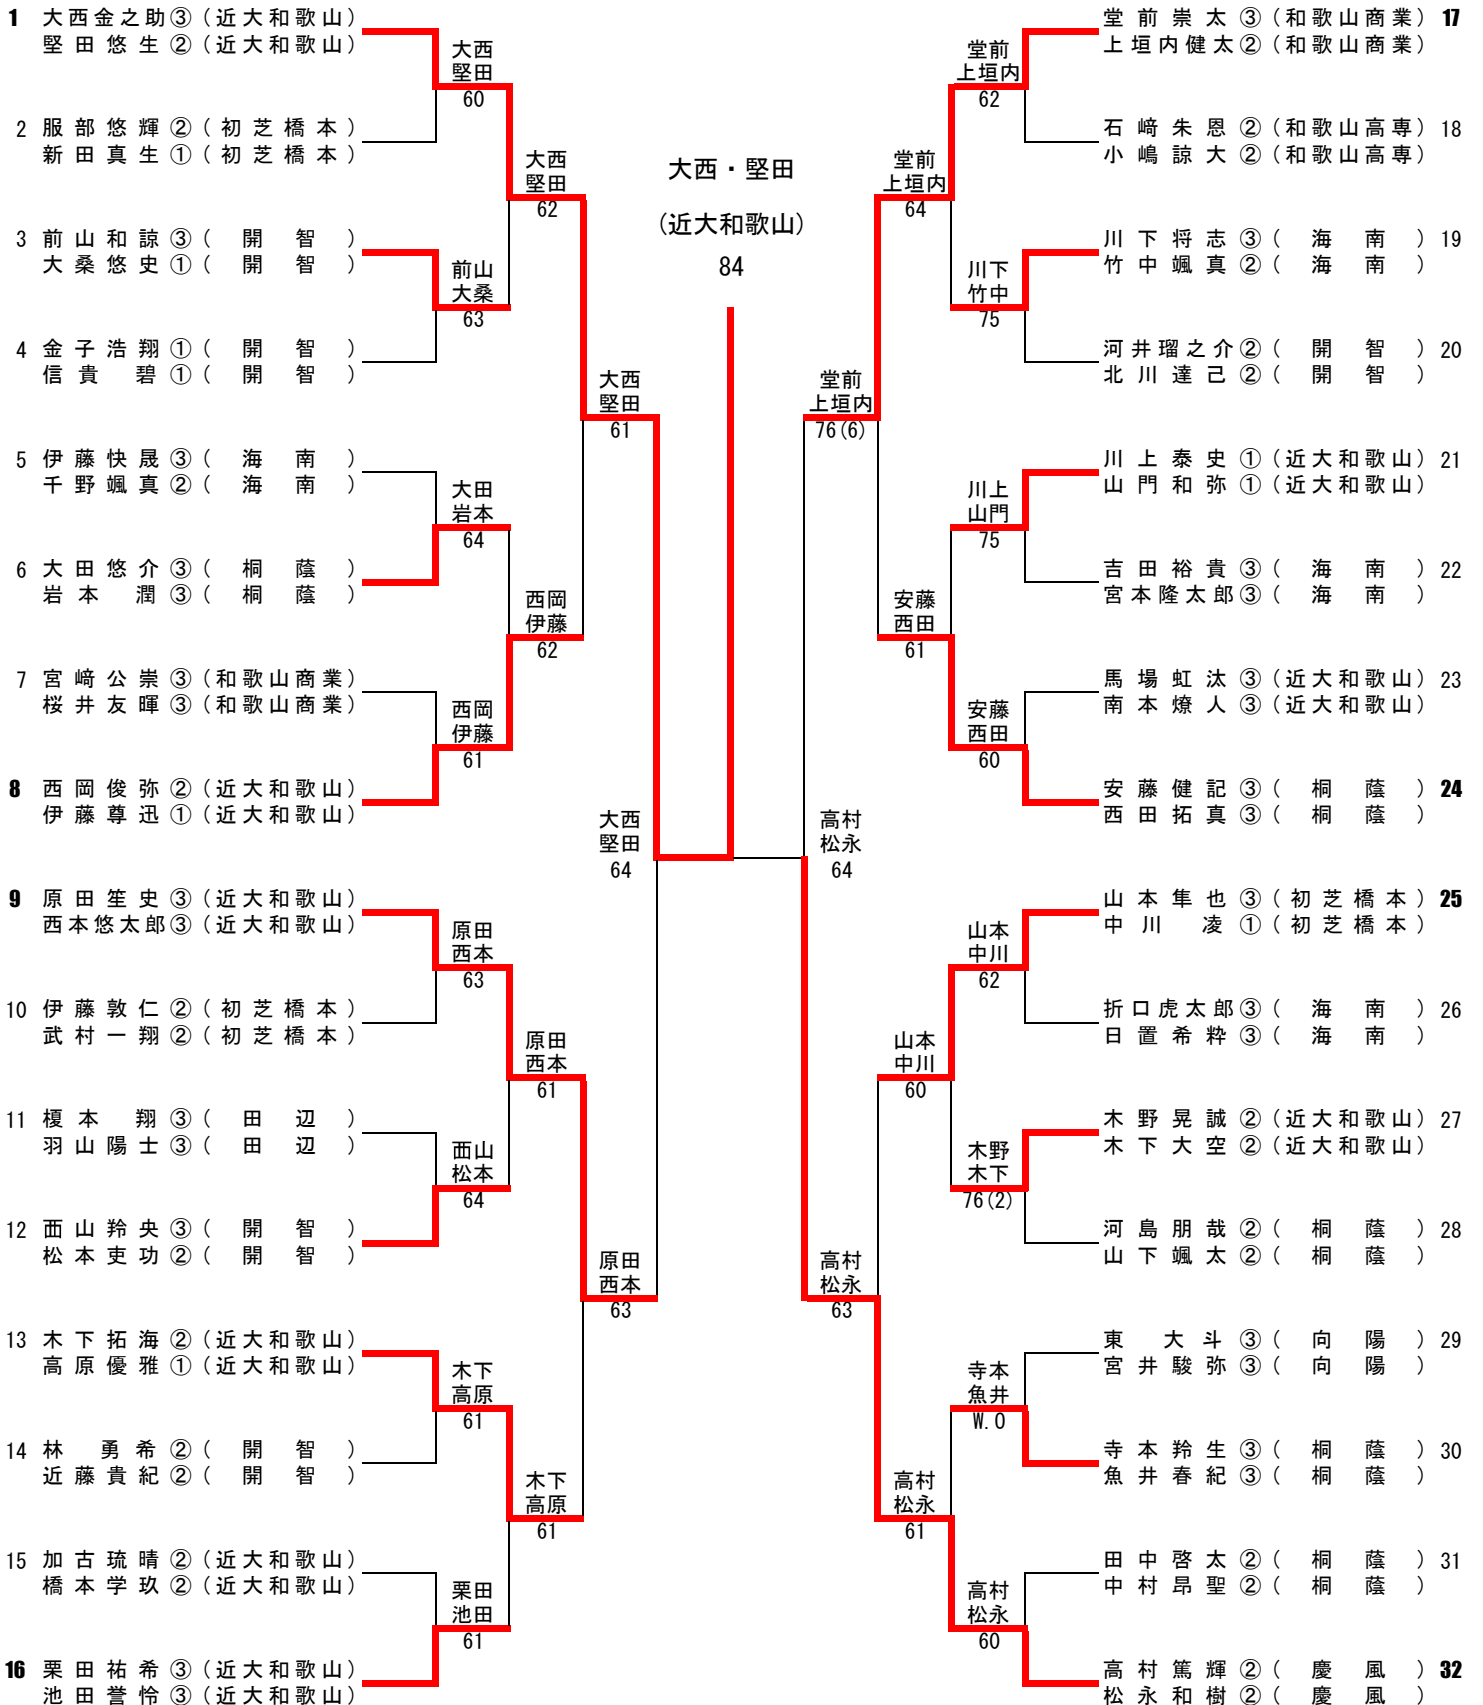 1 大西金之助③(近大和歌山)
堅田悠生②(近大和歌山)
2 服部悠輝②(初芝橋本)
新田真生①(初芝橋本)
3 前山和諒③(開智)
大桑悠史①(開智)
4 金子浩翔①(開智)
信貴碧①(開智)
5 伊藤快晟③(海南)
千野颯真②(海南)
6 大田悠介③(桐蔭)
岩本潤③(桐蔭)
7 宮﨑公崇③(和歌山商業)
桜井友暉③(和歌山商業)
8 西岡俊弥②(近大和歌山)
伊藤尊迅①(近大和歌山)
9 原田笙史③(近大和歌山)
西本悠太郎③(近大和歌山)
10 伊藤敦仁②(初芝橋本)
武村一翔②(初芝橋本)
11 榎本翔③(田辺)
羽山陽士③(田辺)
12 面山羚央③(開智)
松本吏功②(開智)
13 木下拓海②(近大和歌山)
高原優雅①(近大和歌山)
14 林勇希②(開智)
近藤貴紀②(開智)
15 加古琉晴②(近大和歌山)
橋本学玖②(近大和歌山)
16 栗田祐希③(近大和歌山)
池田誉怜③(近大和歌山)
大西
堅田
60
前山
大桑
63
大田
岩本
64
西岡
伊藤
61
原田
西本
63
面山
松本
64
木下
高原
61
栗田
池田
61
大西
堅田
62
西岡
伊藤
62
原田
西本
61
木下
高原
61
大西
堅田
61
原田
西本
63
大西
堅田
64
大西・堅田
(近大和歌山)
84
高村
松永
64
堂前
上垣内
76(6)
高村
松永
63
堂前
上垣内
64
安藤
西田
61
山本
中川
60
高村
松永
61
堂前
上垣内
62
川下
竹中
75
川上
山門
75
安藤
西田
60
山本
中川
62
木野
木下
76(2)
寺本
魚井
W.O
高村
松永
60
堂前崇太③(和歌山商業) 17
上垣内健太②(和歌山商業)
石﨑朱恩②(和歌山高専) 18
小嶋諒大②(和歌山高専)
川下将志③(海南) 19
竹中颯真②(海南)
河井瑠之介②(開智) 20
北川達己②(開智)
川上泰史①(近大和歌山) 21
山門和弥①(近大和歌山)
吉田裕貴③(海南) 22
宮本隆太郎③(海南)
馬場虹汰③(近大和歌山) 23
南本燎人③(近大和歌山)
安藤健記③(桐蔭) 24
西田拓真③(桐蔭)
山本隼也③(初芝橋本) 25
中川凌①(初芝橋本)
折口虎太郎③(海南) 26
日置希粋③(海南)
木野晃誠②(近大和歌山) 27
木下大空②(近大和歌山)
河島朋哉②(桐蔭) 28
山下颯太②(桐蔭)
東大斗③(向陽) 29
宮井駿弥③(向陽)
寺本羚生③(桐蔭) 30
魚井春紀③(桐蔭)
田中啓太②(桐蔭) 31
中村昂聖②(桐蔭)
高村篤輝②(慶風) 32
松永和樹②(慶風)